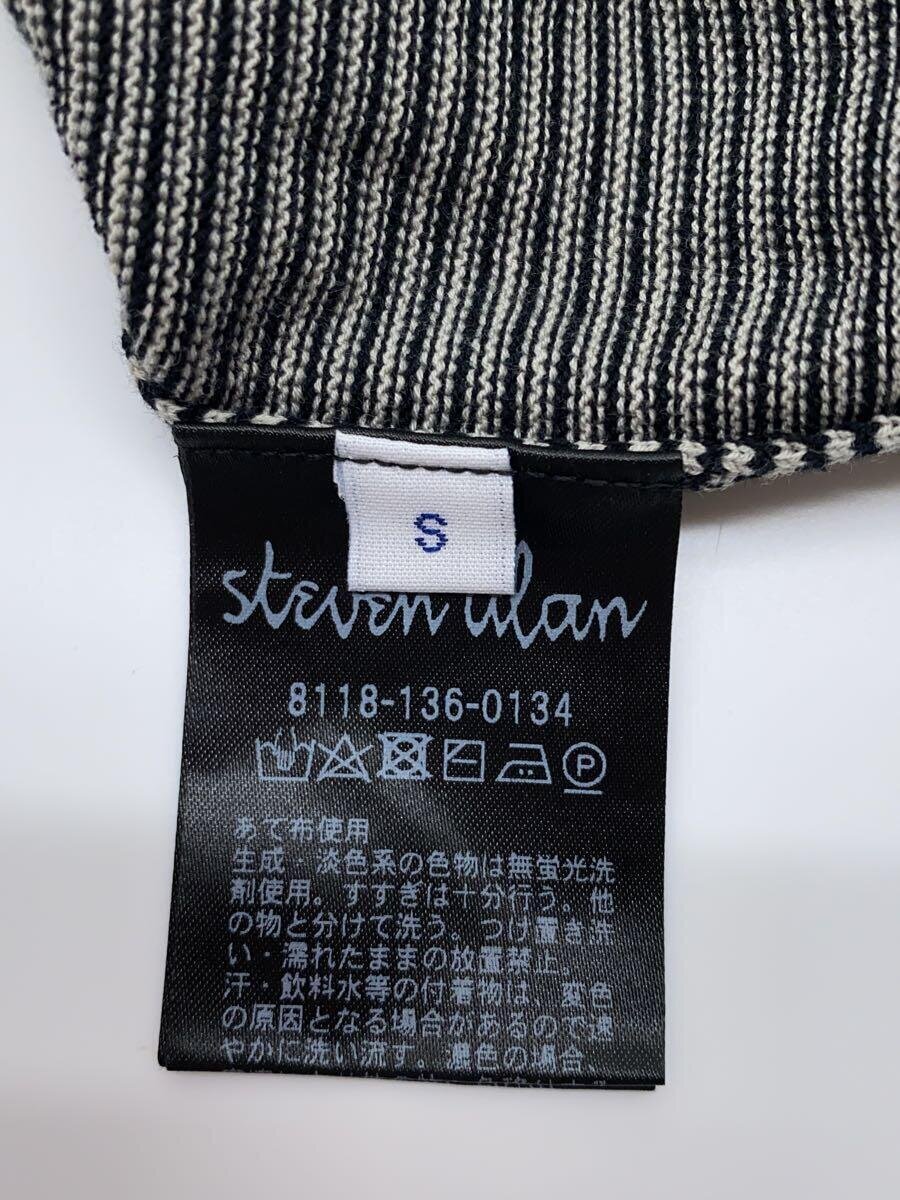 S
steven alan
8118-136-0134
P
あて布使用
生成・淡色系の色物は無蛍光洗
剤使用。すすぎは十分行う。他
の物と分けて洗う。つけ置き洗
い・濡れたままの放置禁止。
汗・飲料水等の付着物は、変色
の原因となる場合があるので速
やかに洗い流す。濃色の場合、